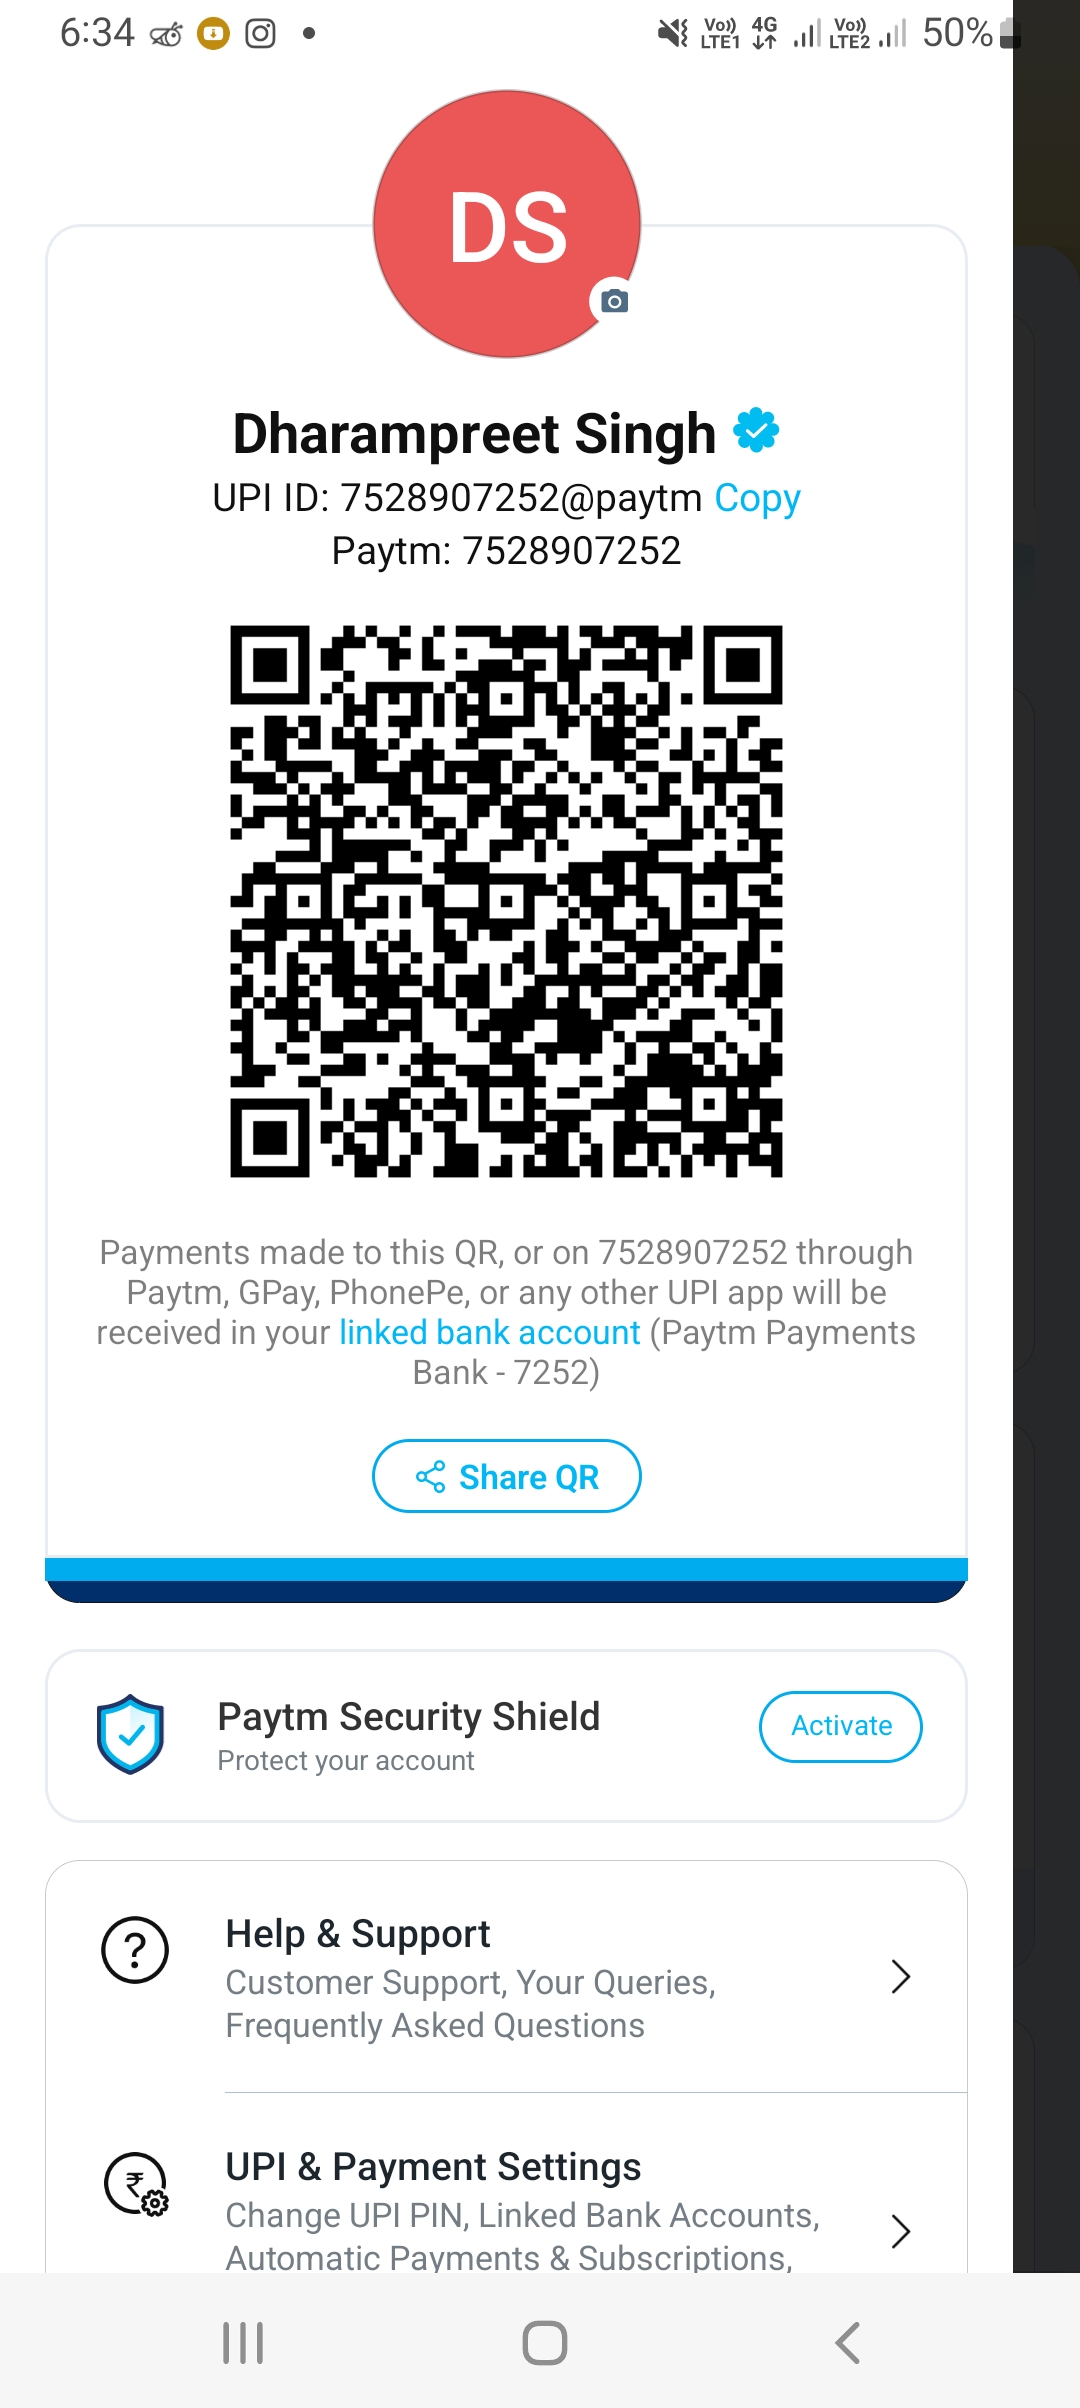 6:34 Vo)) LTE1 4G Vo)) LTE2 50%
DS
Dharampreet Singh
UPI ID: 7528907252@paytm Copy
Paytm: 7528907252
Payments made to this QR, or on 7528907252 through
Paytm, GPay, PhonePe, or any other UPI app will be
received in your linked bank account (Paytm Payments
Bank - 7252)
Share QR
Paytm Security Shield
Protect your account
Activate
Help & Support
Customer Support, Your Queries,
Frequently Asked Questions
UPI & Payment Settings
Change UPI PIN, Linked Bank Accounts,
Automatic Payments & Subscriptions,